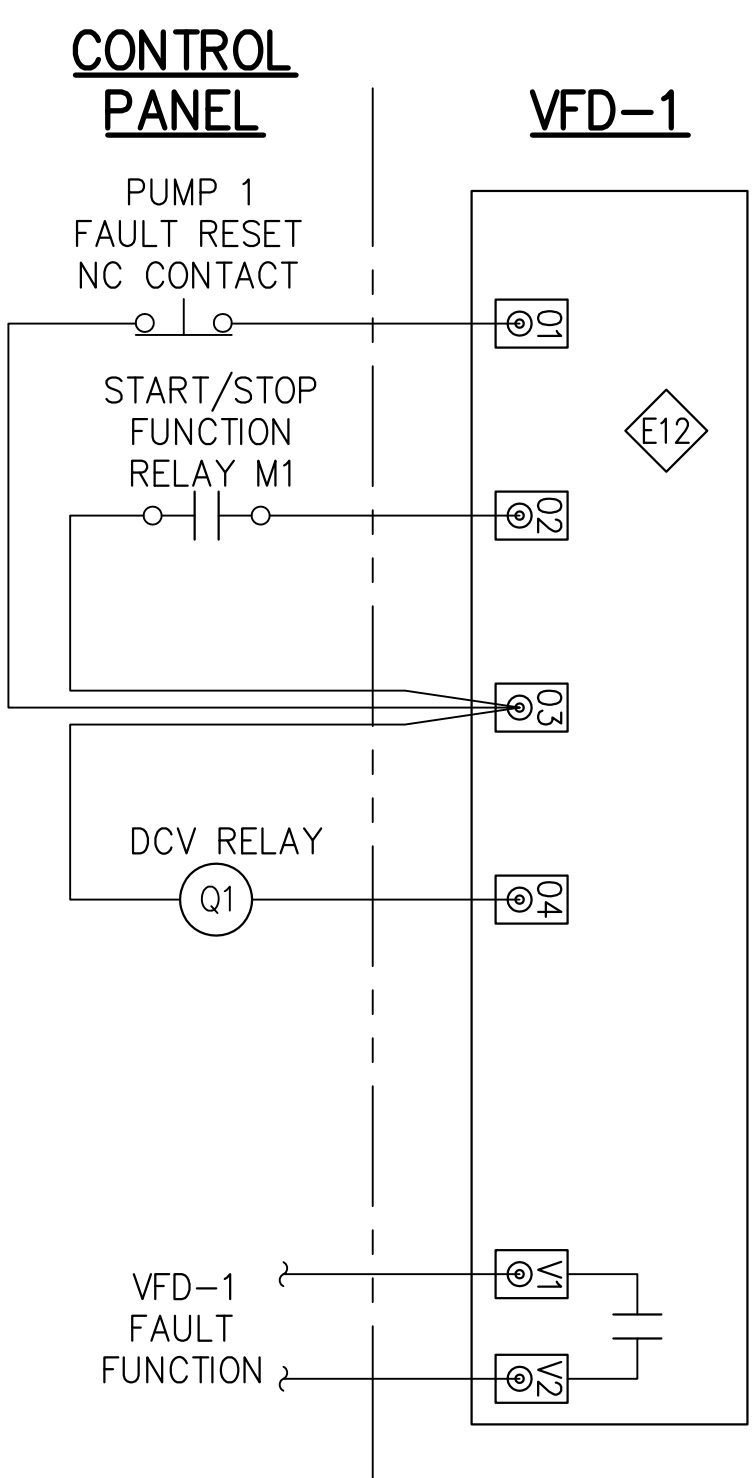 CONTROL
PANEL
VFD-1
PUMP 1
FAULT RESET
NC CONTACT
01
START/STOP
FUNCTION
RELAY M1
E12
02
03
DCV RELAY
Q1
04
VFD-1
FAULT
FUNCTION
V1
V2